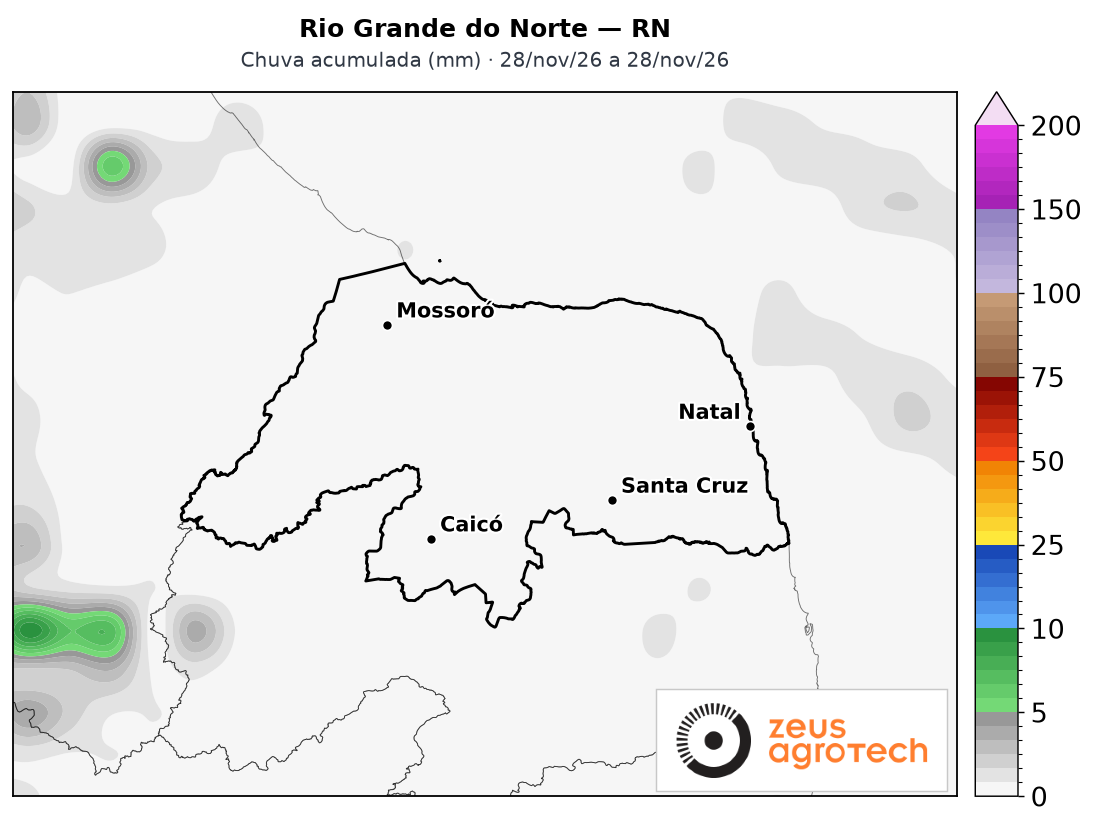 Rio Grande do Norte — RN
Chuva acumulada (mm) · 28/nov/26 a 28/nov/26
200
150
100
75
50
25
10
5
0
Mossoró
Natal
Santa Cruz
Caicó
zeus
agrotech